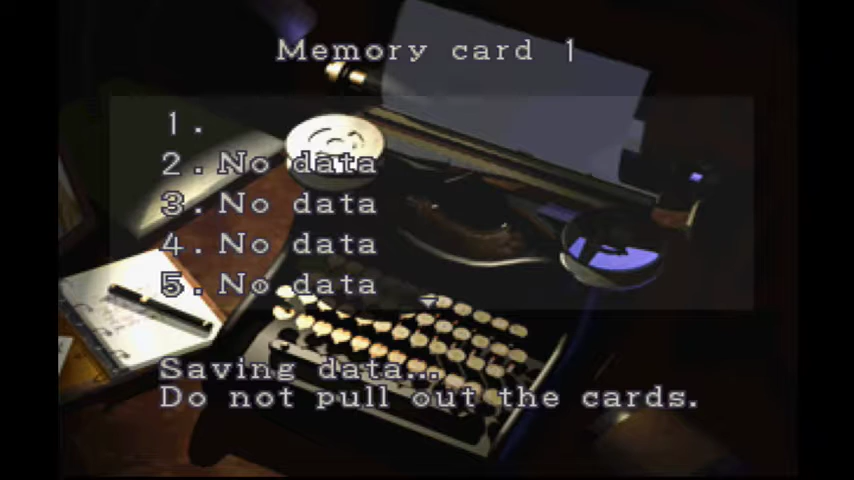 Memory card 1
1.
2. No data
3. No data
4. No data
5. No data
Saving data...
Do not pull out the cards.